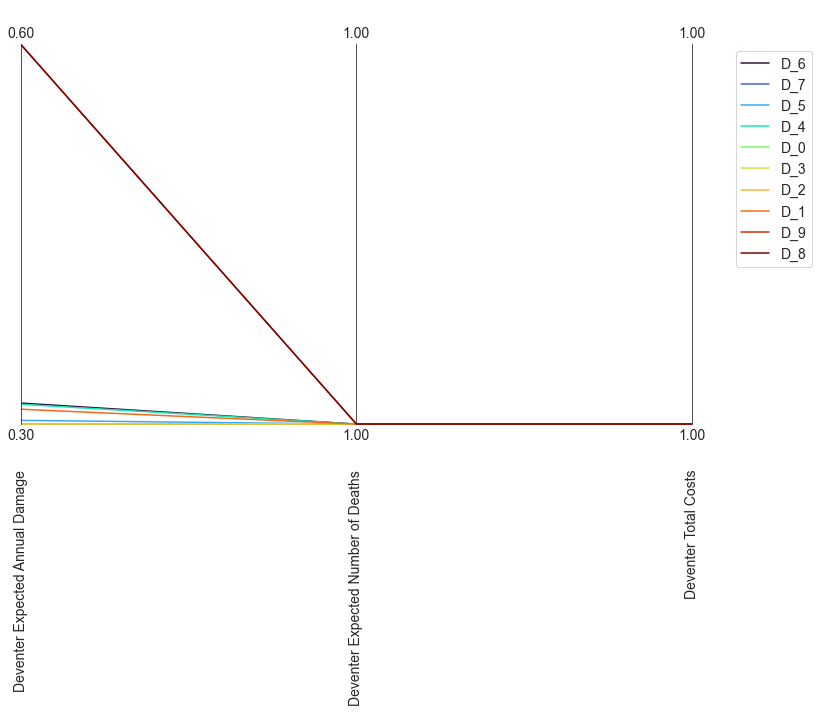 0.60
1.00
1.00
D_6
D_7
D_5
D_4
D_0
D_3
D_2
D_1
D_9
D_8
0.30
1.00
1.00
Deventer Expected Annual Damage
Deventer Expected Number of Deaths
Deventer Total Costs